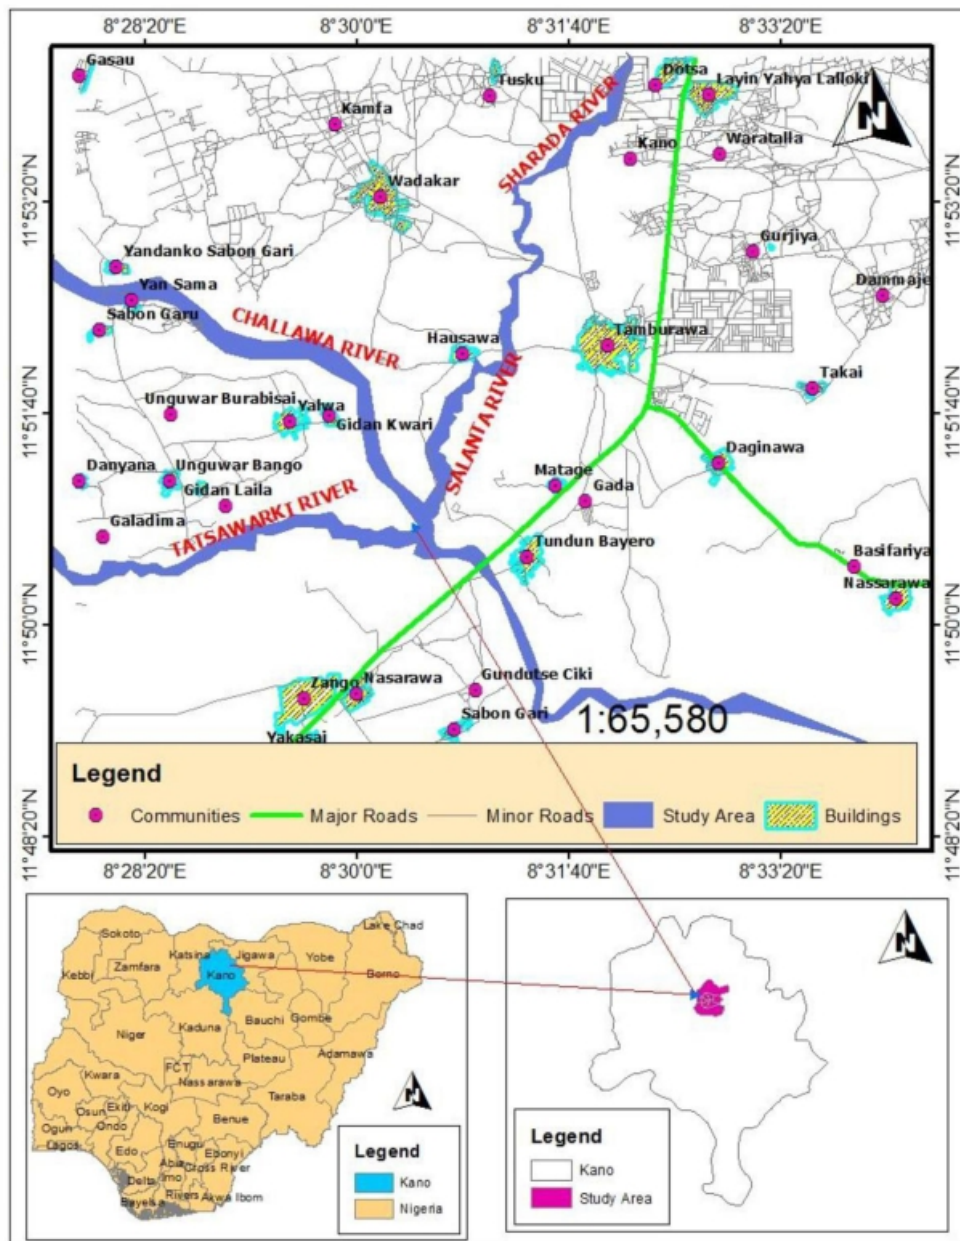 8°28'20"E 8°30'0"E 8°31'40"E 8°33'20"E
Gasau
Dotsa
Tusku
Layin Yahya Lalloki
Kamfa
SHARADA RIVER
N
Kano
Waratalla
Wadakar
11°53'20"N
11°53'20"N
Gurjiya
Yandanko Sabon Gari
Yan Sama
Dammaje
Sabon Garu
CHALLAWA RIVER
Hausawa
Tamburawa
Takai
Unguwar Burabisai
Yalwa
Gidan Kwari
SALANTA RIVER
11°51'40"N
11°51'40"N
Daginawa
Danyana
Unguwar Bango
Matage
Gidan Laila
Gada
Galadima
TATSAWARKI RIVER
Tundun Bayero
Basifariya
Nassarawa
11°50'0"N
11°50'0"N
Zango
Nasarawa
Gundutse Ciki
Sabon Gari
1:65,580
Yakasai
Legend
Communities Major Roads Minor Roads Study Area Buildings
11°48'20"N
11°48'20"N
8°28'20"E 8°30'0"E 8°31'40"E 8°33'20"E
Lake Chad
Sokoto
Katsina
Jigawa
Yobe
Kebbi
Zamfara
Kano
Borno
Niger
Kaduna
Bauchi
Gombe
Adamawa
FCT
Plateau
Kwara
Nassarawa
Oyo
Taraba
Osun
Ekiti
Kogi
Ogun
Ondo
Benue
Lagos
Edo
Enugu
Ebonyi
Abia
Cross River
Imo
Delta
Rivers
Akwa Ibom
Bayelsa
N
Legend
Kano
Nigeria
N
Legend
Kano
Study Area